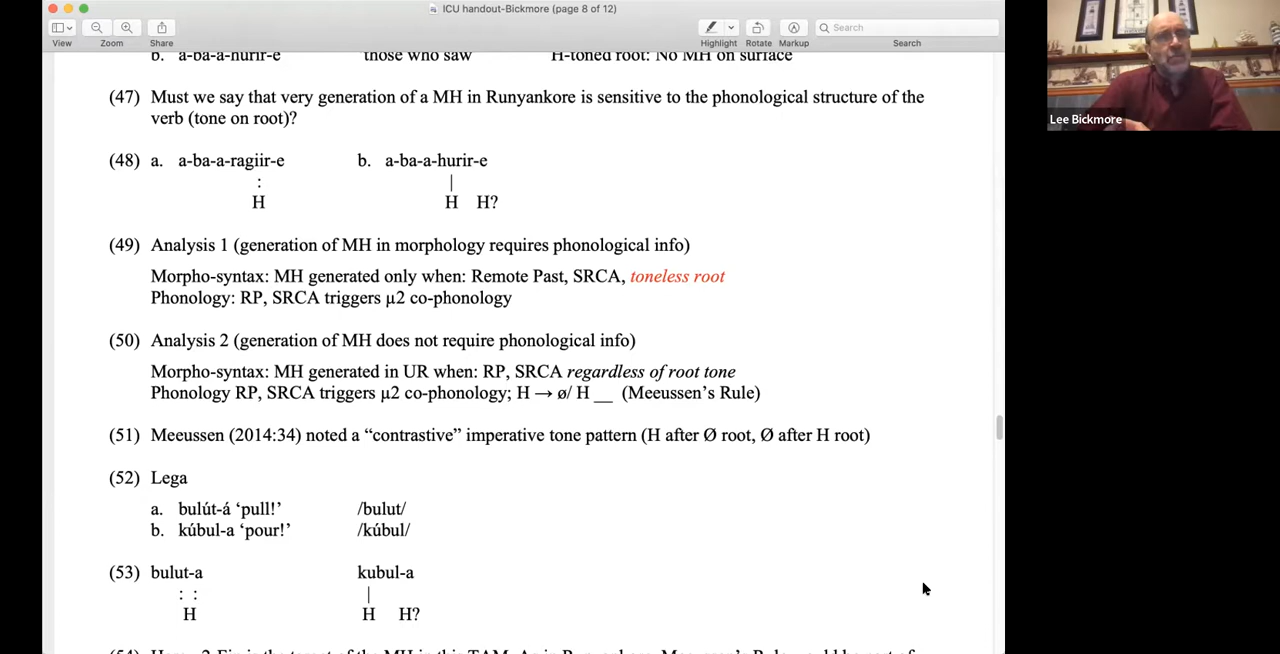 ICU handout-Bickmore (page 8 of 12)
View Zoom Share Highlight Rotate Markup Search Search
b. a-ba-a-hurir-e those who saw H-toned root: No MH on surface
(47) Must we say that very generation of a MH in Runyankore is sensitive to the phonological structure of the
verb (tone on root)?
(48) a. a-ba-a-ragiir-e b. a-ba-a-hurir-e
: |
H H H?
(49) Analysis 1 (generation of MH in morphology requires phonological info)
Morpho-syntax: MH generated only when: Remote Past, SRCA, toneless root
Phonology: RP, SRCA triggers μ2 co-phonology
(50) Analysis 2 (generation of MH does not require phonological info)
Morpho-syntax: MH generated in UR when: RP, SRCA regardless of root tone
Phonology RP, SRCA triggers μ2 co-phonology; H → ø/ H __ (Meeussen's Rule)
(51) Meeussen (2014:34) noted a “contrastive” imperative tone pattern (H after Ø root, Ø after H root)
(52) Lega
a. bulút-á ‘pull!’ /bulut/
b. kúbul-a ‘pour!’ /kúbul/
(53) bulut-a kubul-a
: : |
H H H?
Lee Bickmore